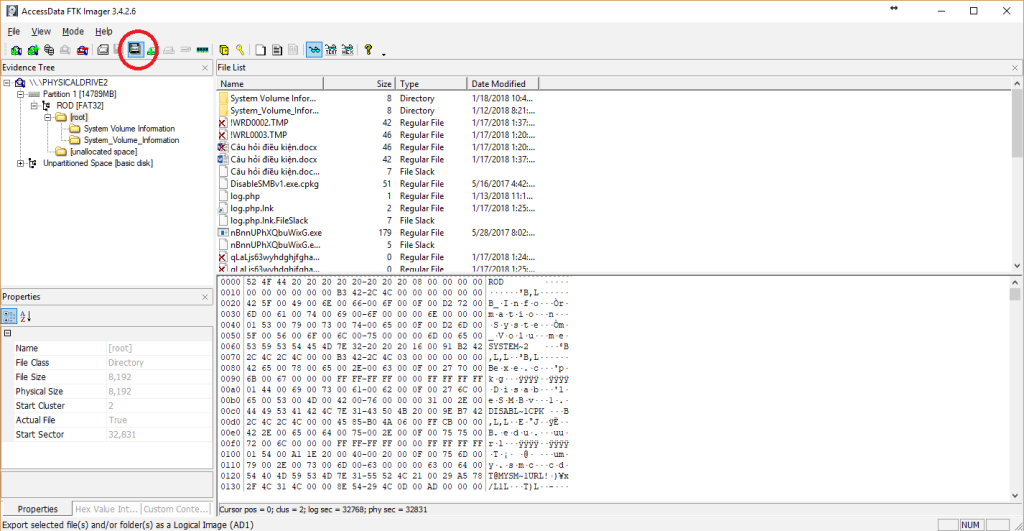 AccessData FTK Imager 3.4.2.6
File View Mode Help
Evidence Tree
\\.\PHYSICALDRIVE2
Partition 1 [14789MB]
ROD [FAT32]
[root]
System Volume Information
System_Volume_Information
[unallocated space]
Unpartitioned Space [basic disk]
File List
Name Size Type Date Modified
System Volume Infor... 8 Directory 1/18/2018 10:4...
System_Volume_Infor... 8 Directory 1/12/2018 8:21:...
!WRD0002.TMP 42 Regular File 1/17/2018 1:37:...
!WRL0003.TMP 46 Regular File 1/17/2018 1:20:...
Câu hỏi điều kiện.docx 46 Regular File 1/17/2018 1:20:...
Câu hỏi điều kiện.docx 42 Regular File 1/17/2018 1:37:...
Câu hỏi điều kiện.doc... 7 File Slack
DisableSMBv1.exe.cpkg 51 Regular File 5/16/2017 4:42:...
log.php 1 Regular File 1/13/2018 11:1...
log.php.lnk 2 Regular File 1/17/2018 1:25:...
log.php.lnk.FileSlack 7 File Slack
nBnnUPhXQbuWixG.exe 179 Regular File 5/28/2017 8:02:...
nBnnUPhXQbuWixG.e... 5 File Slack
qLaLjs63wyhdghjfgha... 0 Regular File 1/17/2018 1:24:...
qLaLjs63wyhdghjfgha... 0 Regular File 1/17/2018 1:25:...
Properties
Name [root]
File Class Directory
File Size 8,192
Physical Size 8,192
Start Cluster 2
Actual File True
Start Sector 32,831
Properties Hex Value Int... Custom Conte...
0000 52 4F 44 20 20 20 20 20-20 20 20 08 00 00 00 00 ROD
0010 00 00 00 00 00 00 B3 42-2C 4C 00 00 00 00 00 00
0020 42 5F 00 49 00 6E 00 66-00 6F 00 0F 00 D2 72 00
0030 6D 00 61 00 74 00 69 00-6F 00 00 00 6E 00 00 00
0040 01 53 00 79 00 73 00 74-00 65 00 0F 00 D2 6D 00
0050 5F 00 56 00 6F 00 6C 00-75 00 00 00 6D 00 65 00
0060 53 59 53 54 45 4D 7E 32-20 20 20 16 00 91 B2 42
0070 2C 4C 2C 4C 00 00 B3 42-2C 4C 03 00 00 00 00 00
0080 42 65 00 78 00 65 00 2E-00 63 00 0F 00 27 70 00
0090 6B 00 67 00 00 00 FF FF-FF FF 00 00 FF FF FF FF
00a0 01 44 00 69 00 73 00 61-00 62 00 0F 00 27 6C 00
00b0 65 00 53 00 4D 00 42 00-76 00 00 00 31 00 2E 00
00c0 44 49 53 41 42 4C 7E 31-43 50 4B 20 00 9E B7 42
00d0 2C 4C 2C 4C 00 00 45 85-B0 4A 06 00 FF CB 00 00
00e0 42 2E 00 65 00 64 00 75-00 2E 00 0F 00 75 75 00
00f0 72 00 6C 00 00 00 FF FF-FF FF 00 00 FF FF FF FF
0100 01 54 00 A1 1E 20 00 40-00 20 00 0F 00 75 6D 00
0110 79 00 2E 00 73 00 6D 00-63 00 00 00 63 00 64 00
0120 54 40 4D 59 53 4D 7E 31-55 52 4C 21 00 29 A5 78
0130 2F 4C 31 4C 00 00 8E 54-29 4C 0D 00 AD 00 00 00
Cursor pos = 0; clus = 2; log sec = 32768; phy sec = 32831
Export selected file(s) and/or folder(s) as a Logical Image (AD1)
NUM